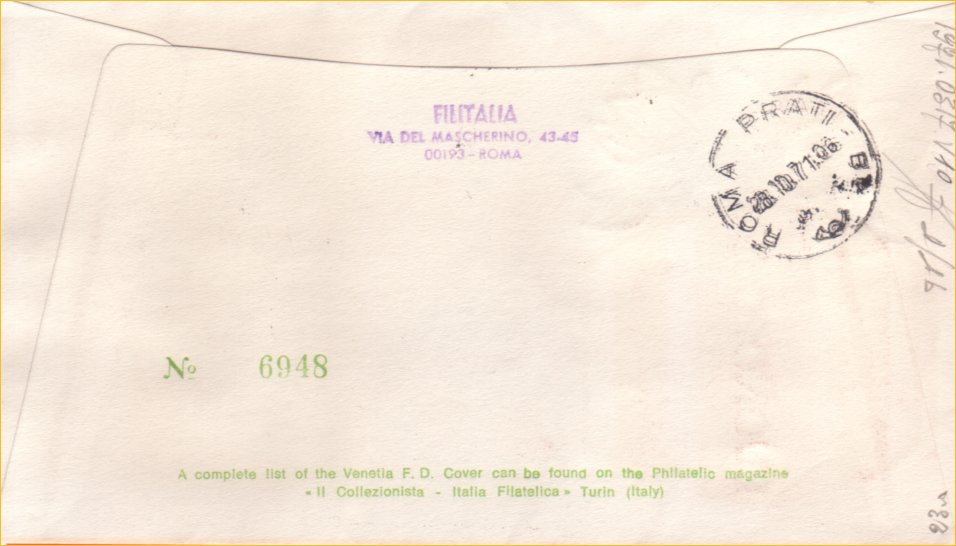 FILITALIA
VIA DEL MASCHERINO, 43-45
00193 - ROMA
ROMA PRATI
28.10.71.06
No 6948
A complete list of the Venetia F. D. Cover can be found on the Philatelic magazine
« Il Collezionista - Italia Filatelica » Turin (Italy)